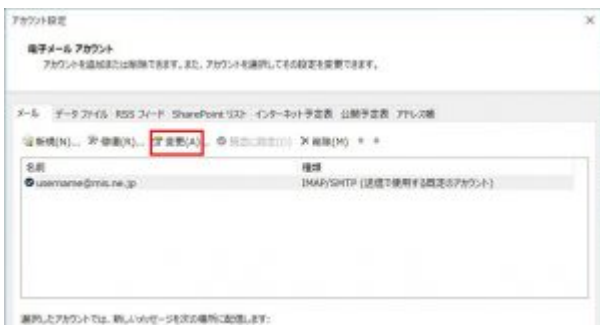 アカウント設定
電子メール アカウント
アカウントを追加または削除できます。また、アカウントを選択してその設定を変更できます。
メール データ ファイル RSS フィード SharePoint リスト インターネット予定表 公開予定表 アドレス帳
新規(N)... 修復(R)... 変更(A)... 既定に設定(D) 削除(M)
名前 種類
username@mis.ne.jp IMAP/SMTP (送信で使用する既定のアカウント)
選択したアカウントでは、新しいメッセージを次の場所に配信します: